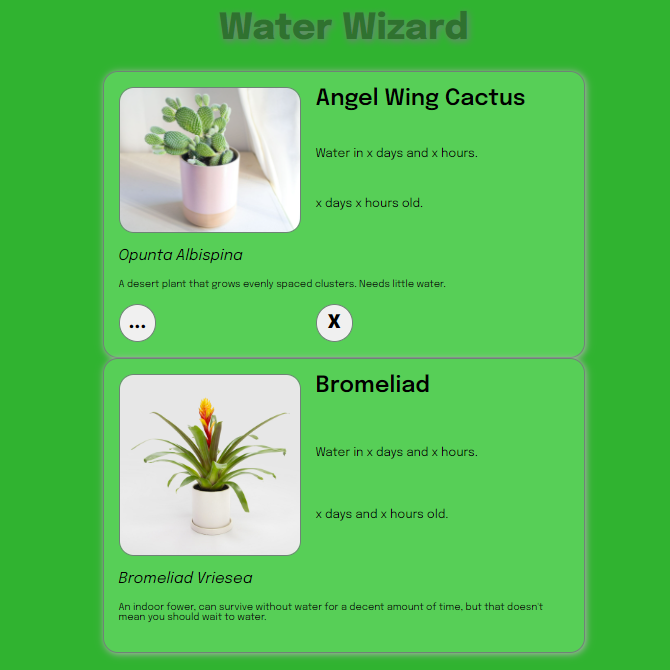 Water Wizard
Angel Wing Cactus
Water in x days and x hours.
x days x hours old.
Opunta Albispina
A desert plant that grows evenly spaced clusters. Needs little water.
...
X
Bromeliad
Water in x days and x hours.
x days and x hours old.
Bromeliad Vriesea
An indoor fower, can survive without water for a decent amount of time, but that doesn't
mean you should wait to water.